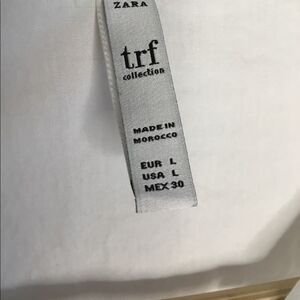 ZARA
trf
collection
MADE IN
MOROCCO
EUR L
USA L
MEX 30